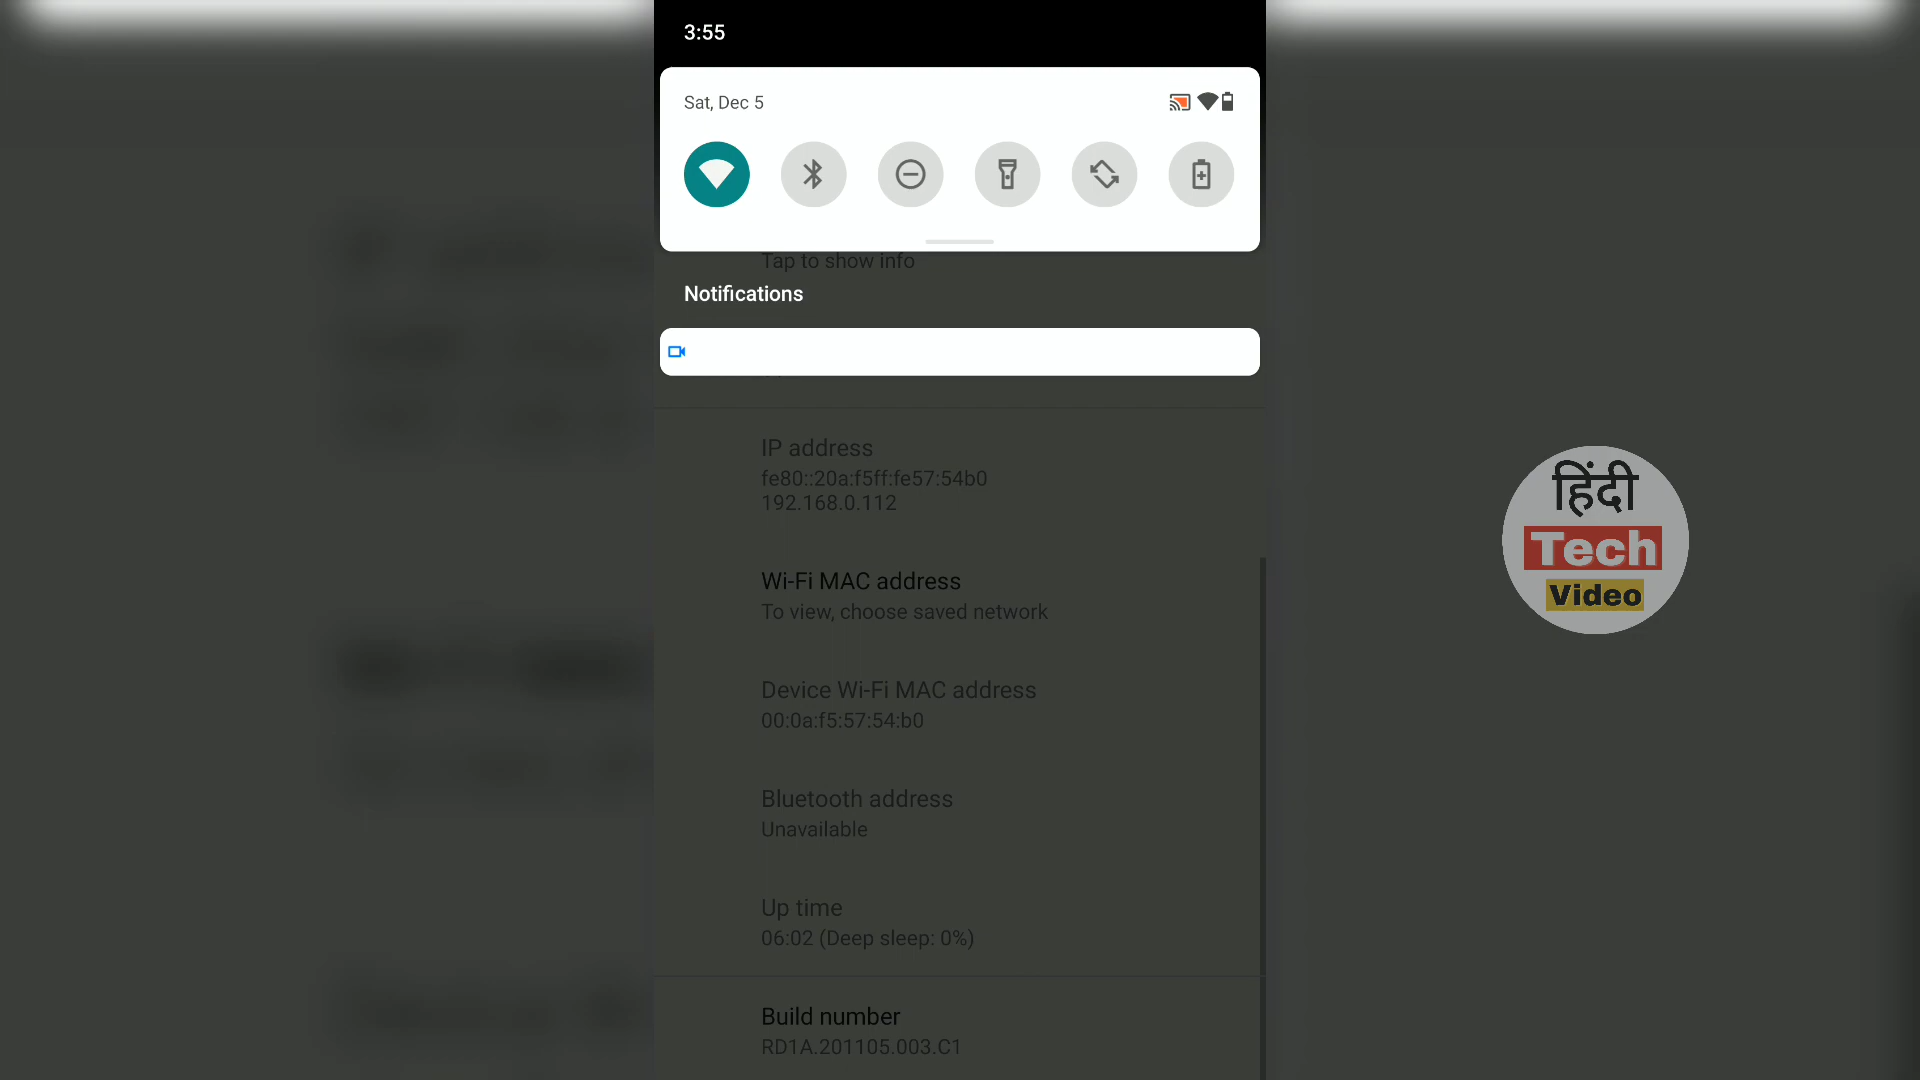 3:55
Sat, Dec 5
Tap to show info
Notifications
IP address
fe80::20a:f5ff:fe57:54b0
192.168.0.112
Wi-Fi MAC address
To view, choose saved network
Device Wi-Fi MAC address
00:0a:f5:57:54:b0
Bluetooth address
Unavailable
Up time
06:02 (Deep sleep: 0%)
Build number
RD1A.201105.003.C1
हिंदी
Tech
Video